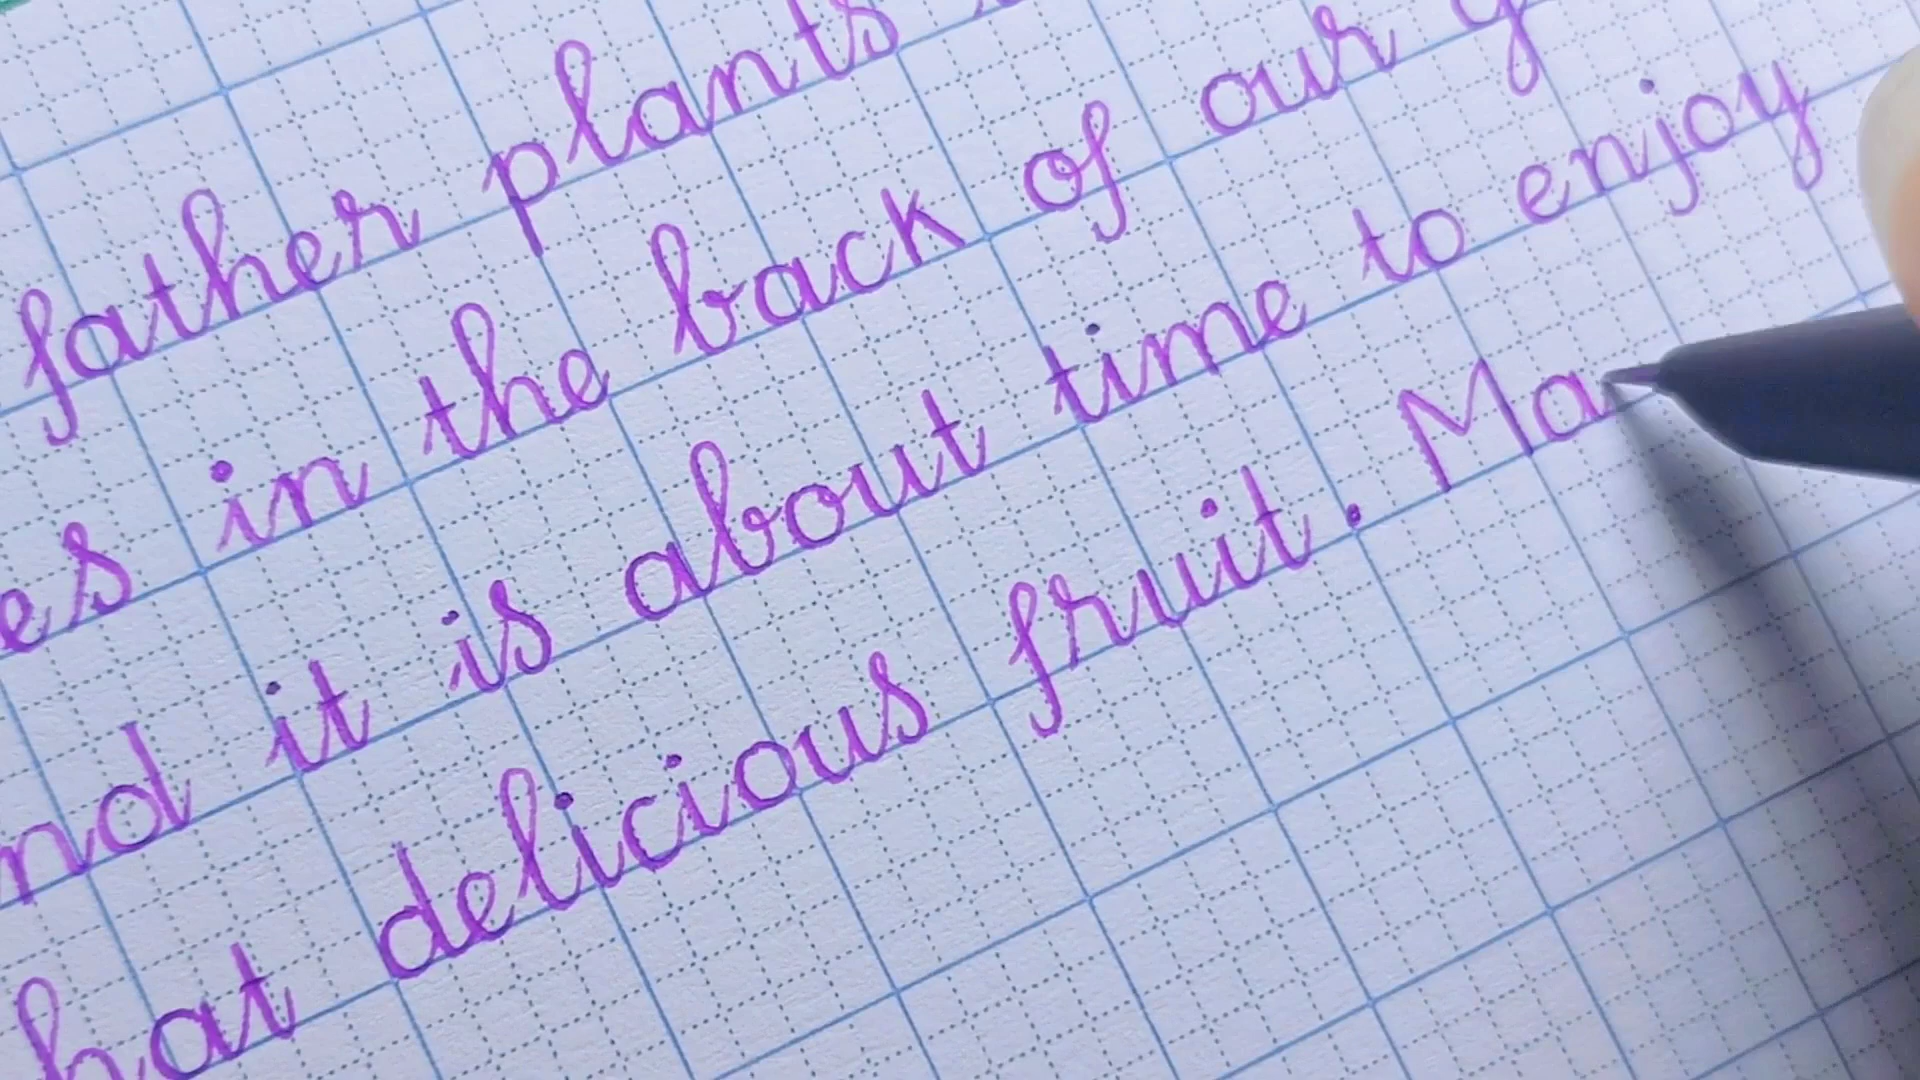 father plants
es in the back of our g
nd it is about time to enjoy
hat delicious fruit. Ma